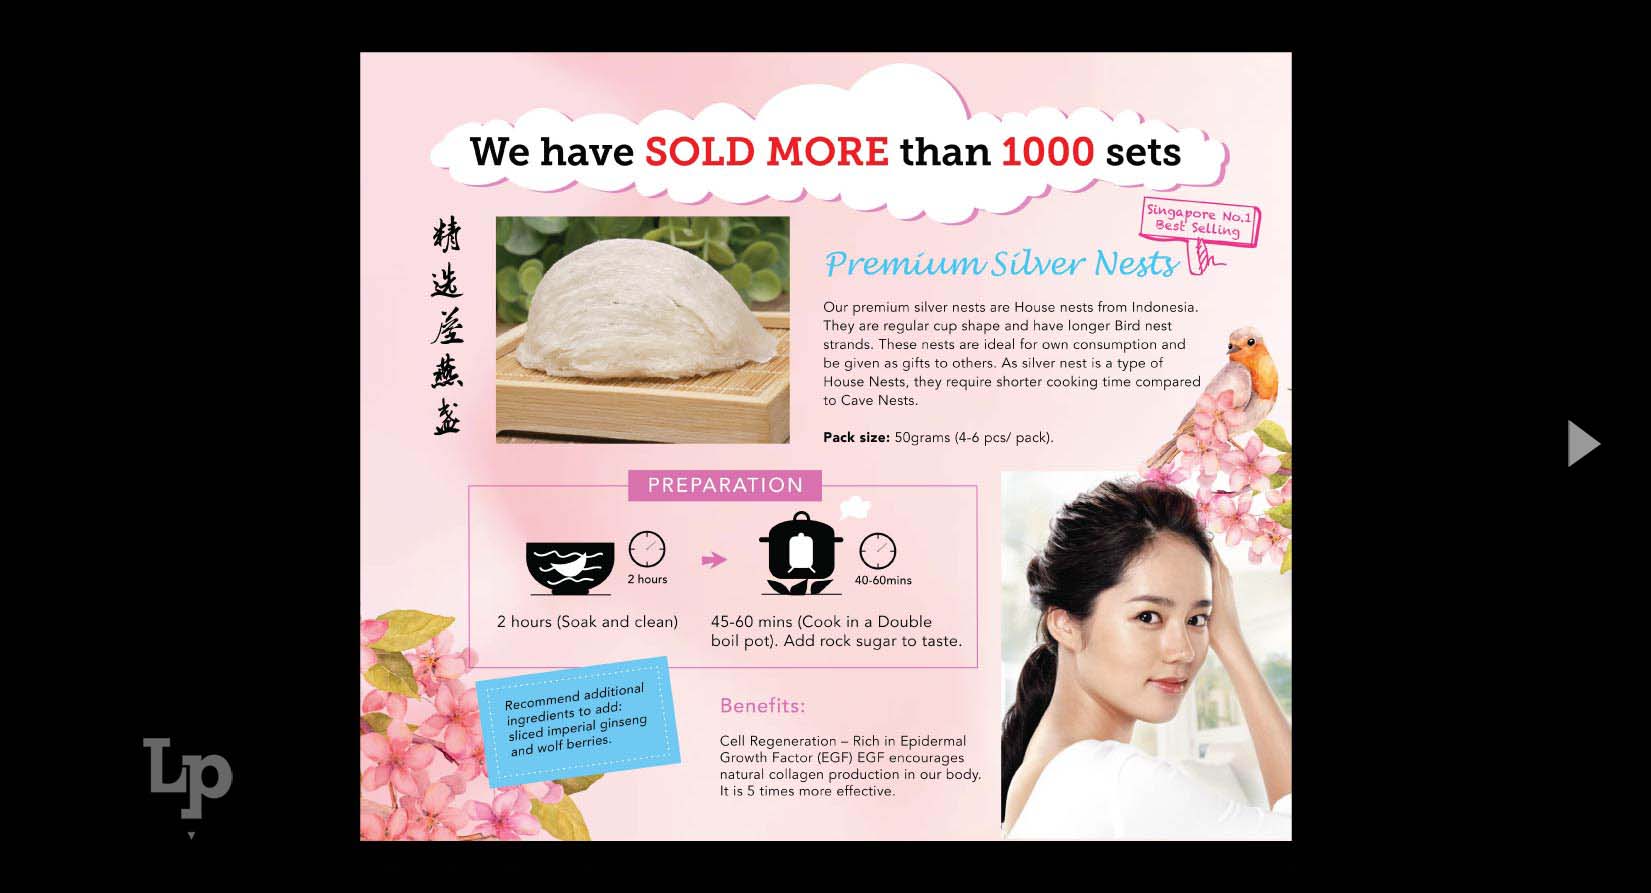 We have SOLD MORE than 1000 sets
精选屋燕盏
Singapore No.1
Best Selling
Premium Silver Nests
Our premium silver nests are House nests from Indonesia.
They are regular cup shape and have longer Bird nest
strands. These nests are ideal for own consumption and
be given as gifts to others. As silver nest is a type of
House Nests, they require shorter cooking time compared
to Cave Nests.
Pack size: 50grams (4-6 pcs/ pack).
PREPARATION
2 hours
40-60mins
2 hours (Soak and clean)
45-60 mins (Cook in a Double
boil pot). Add rock sugar to taste.
Recommend additional
ingredients to add:
sliced imperial ginseng
and wolf berries.
Benefits:
Cell Regeneration – Rich in Epidermal
Growth Factor (EGF) EGF encourages
natural collagen production in our body.
It is 5 times more effective.
Lp